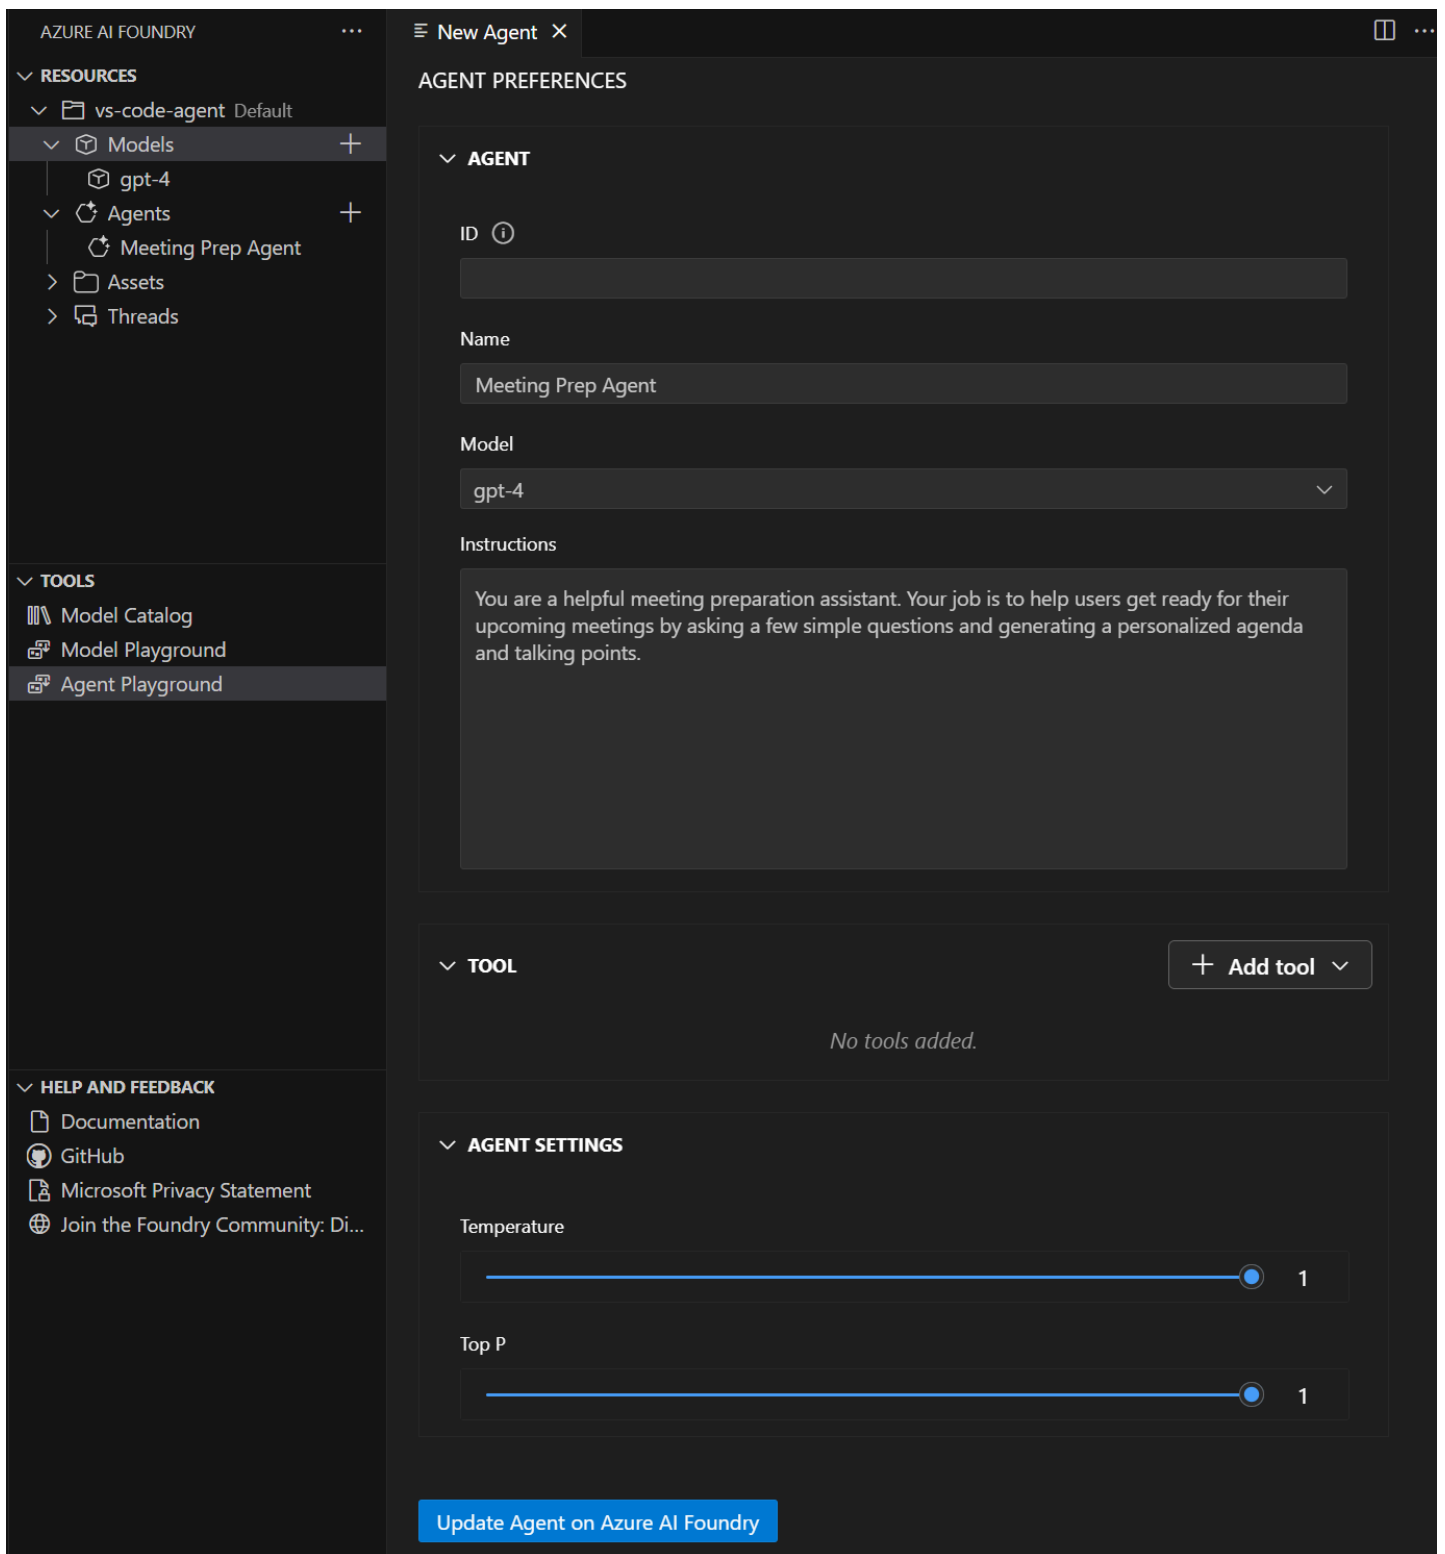 AZURE AI FOUNDRY
RESOURCES
vs-code-agent Default
Models
gpt-4
Agents
Meeting Prep Agent
Assets
Threads
TOOLS
Model Catalog
Model Playground
Agent Playground
HELP AND FEEDBACK
Documentation
GitHub
Microsoft Privacy Statement
Join the Foundry Community: Di...
New Agent
AGENT PREFERENCES
AGENT
ID
Name
Meeting Prep Agent
Model
gpt-4
Instructions
You are a helpful meeting preparation assistant. Your job is to help users get ready for their
upcoming meetings by asking a few simple questions and generating a personalized agenda
and talking points.
TOOL
Add tool
No tools added.
AGENT SETTINGS
Temperature
1
Top P
1
Update Agent on Azure AI Foundry